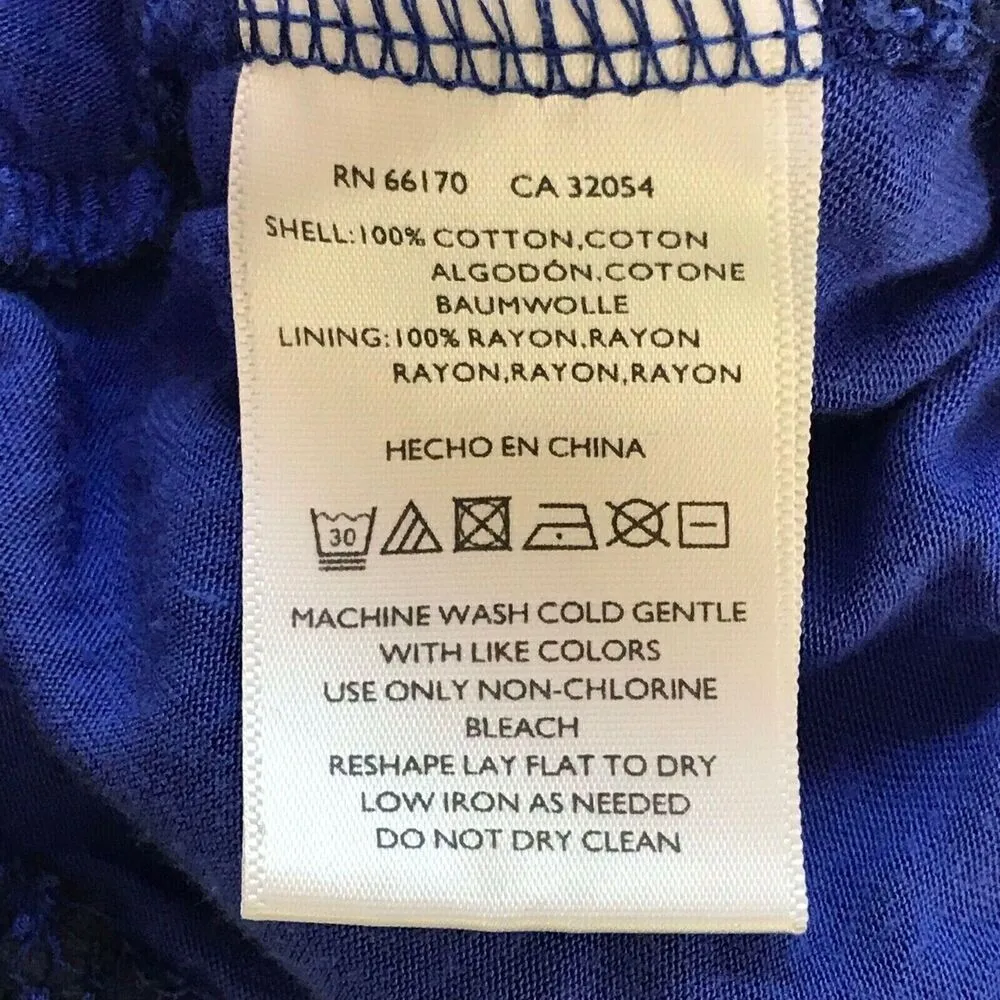 RN 66170 CA 32054
SHELL:100% COTTON,COTON
ALGODÓN,COTONE
BAUMWOLLE
LINING:100% RAYON,RAYON
RAYON,RAYON,RAYON
HECHO EN CHINA
30
MACHINE WASH COLD GENTLE
WITH LIKE COLORS
USE ONLY NON-CHLORINE
BLEACH
RESHAPE LAY FLAT TO DRY
LOW IRON AS NEEDED
DO NOT DRY CLEAN